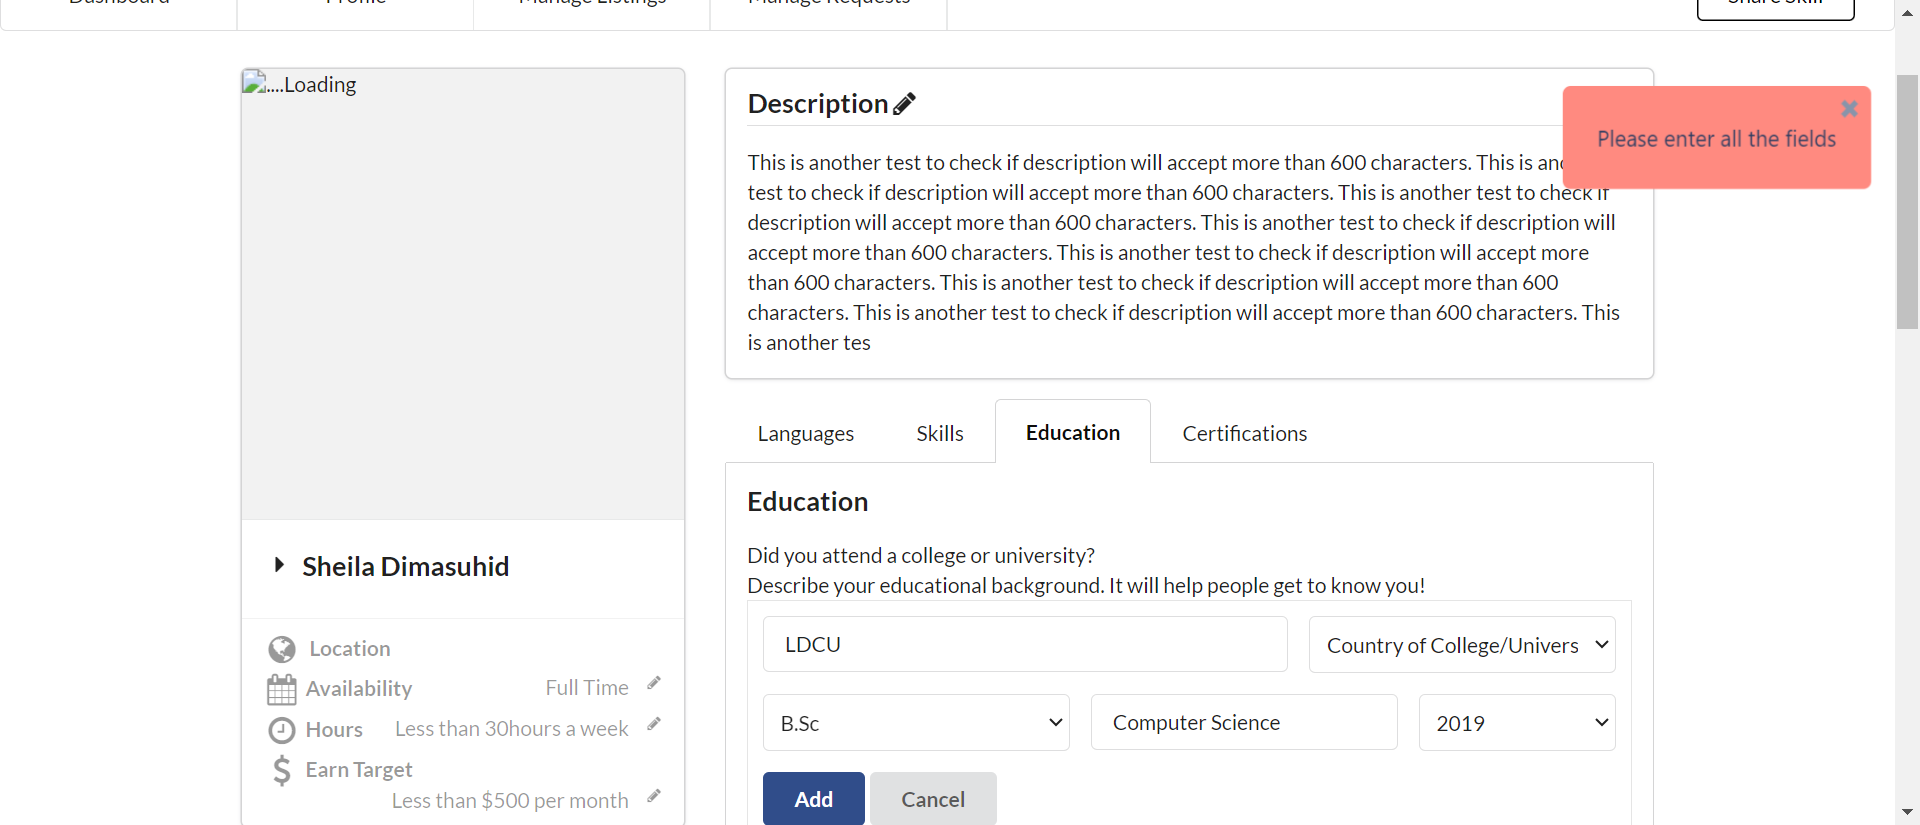 Dashboard
Profile
Manage Listings
Manage Requests
Share Skill
....Loading
Description
Please enter all the fields
This is another test to check if description will accept more than 600 characters. This is an
test to check if description will accept more than 600 characters. This is another test to check if
description will accept more than 600 characters. This is another test to check if description will
accept more than 600 characters. This is another test to check if description will accept more
than 600 characters. This is another test to check if description will accept more than 600
characters. This is another test to check if description will accept more than 600 characters. This
is another tes
Languages
Skills
Education
Certifications
Education
Did you attend a college or university?
Describe your educational background. It will help people get to know you!
LDCU
Country of College/Univers
B.Sc
Computer Science
2019
Add
Cancel
Sheila Dimasuhid
Location
Availability
Full Time
Hours
Less than 30hours a week
Earn Target
Less than $500 per month